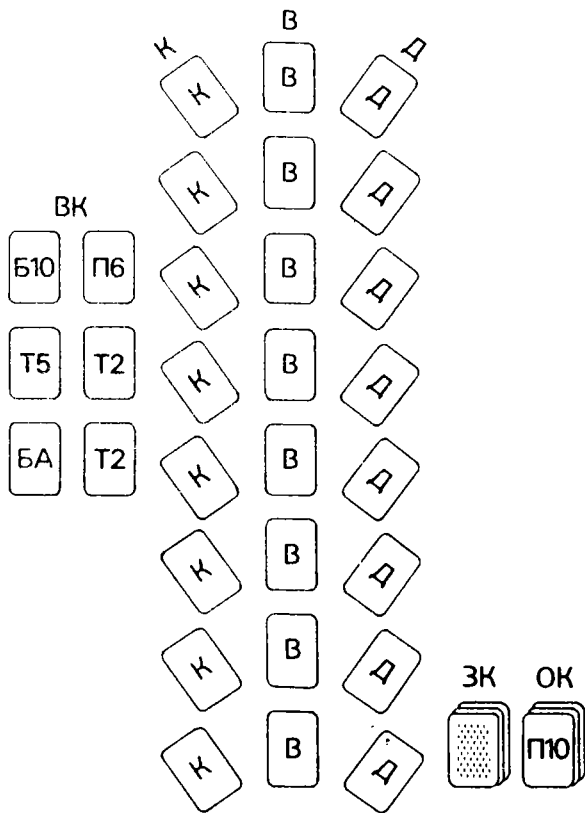 К В Д
К В Д
К В Д
ВК
Б10 П6 К В Д
Т5 Т2 К В Д
БА Т2 К В Д
К В Д
К В Д
ЗК ОК
К В Д П10